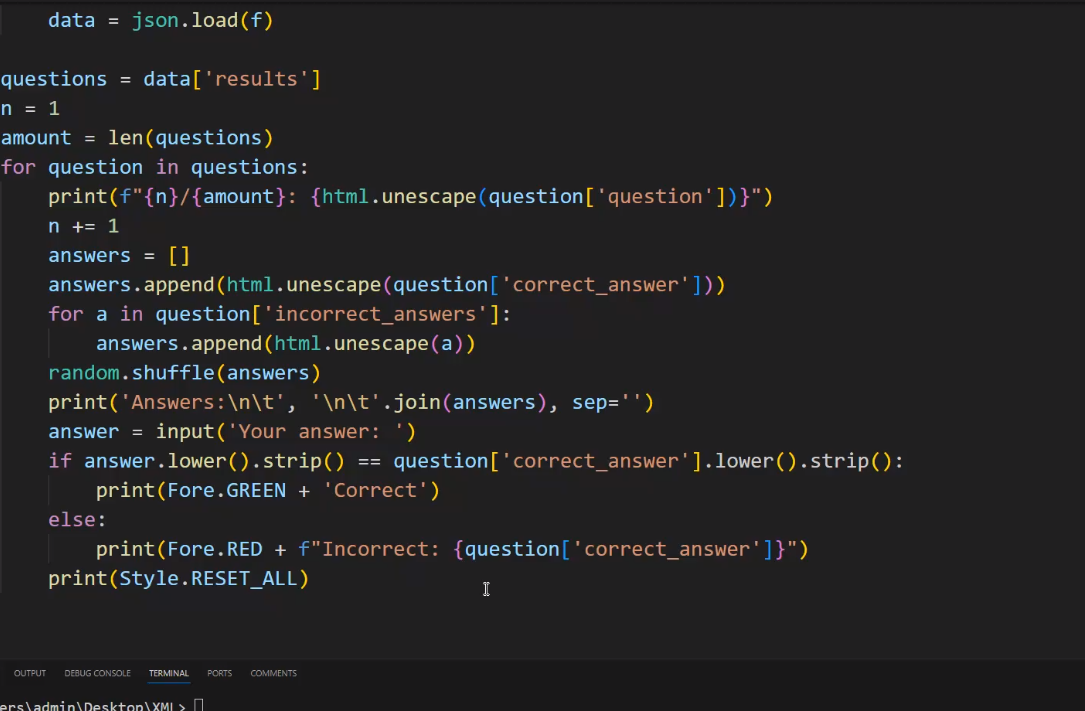 data = json.load(f)

questions = data['results']
n = 1
amount = len(questions)
for question in questions:
    print(f"{n}/{amount}: {html.unescape(question['question'])}")
    n += 1
    answers = []
    answers.append(html.unescape(question['correct_answer']))
    for a in question['incorrect_answers']:
        answers.append(html.unescape(a))
    random.shuffle(answers)
    print('Answers:\n\t', '\n\t'.join(answers), sep='')
    answer = input('Your answer: ')
    if answer.lower().strip() == question['correct_answer'].lower().strip():
        print(Fore.GREEN + 'Correct')
    else:
        print(Fore.RED + f"Incorrect: {question['correct_answer']}")
    print(Style.RESET_ALL)
OUTPUT DEBUG CONSOLE TERMINAL PORTS COMMENTS
ers\admin\Desktop\XML>